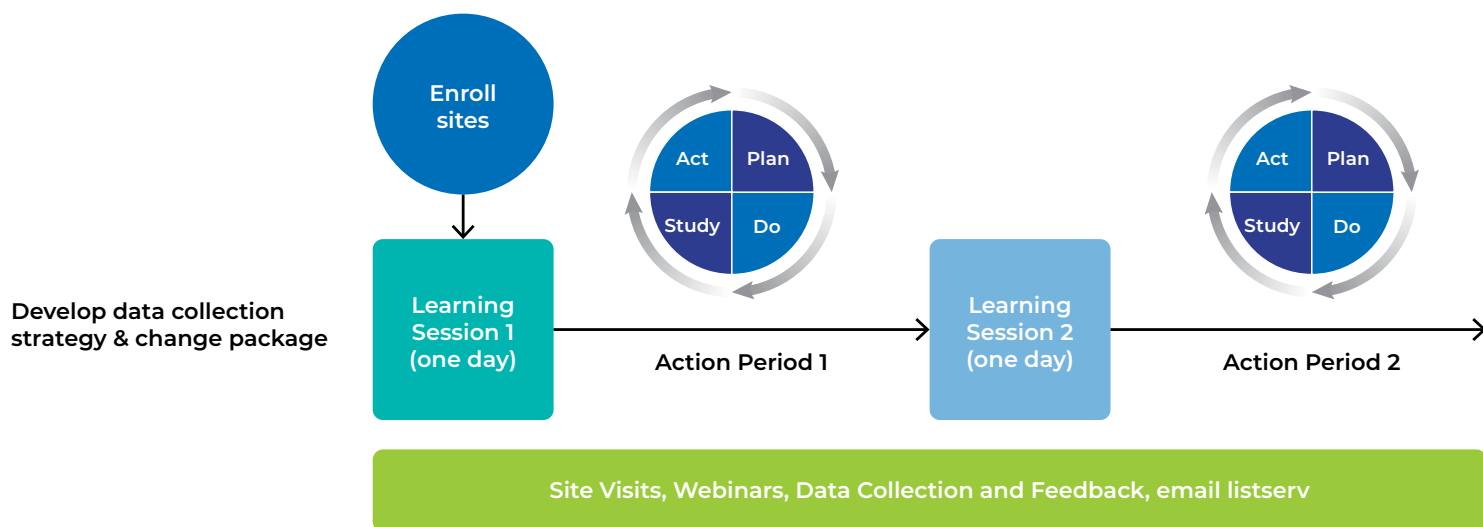 Enroll
sites
Act
Plan
Study
Do
Act
Plan
Study
Do
Develop data collection
strategy & change package
Learning
Session 1
(one day)
Action Period 1
Learning
Session 2
(one day)
Action Period 2
Site Visits, Webinars, Data Collection and Feedback, email listserv